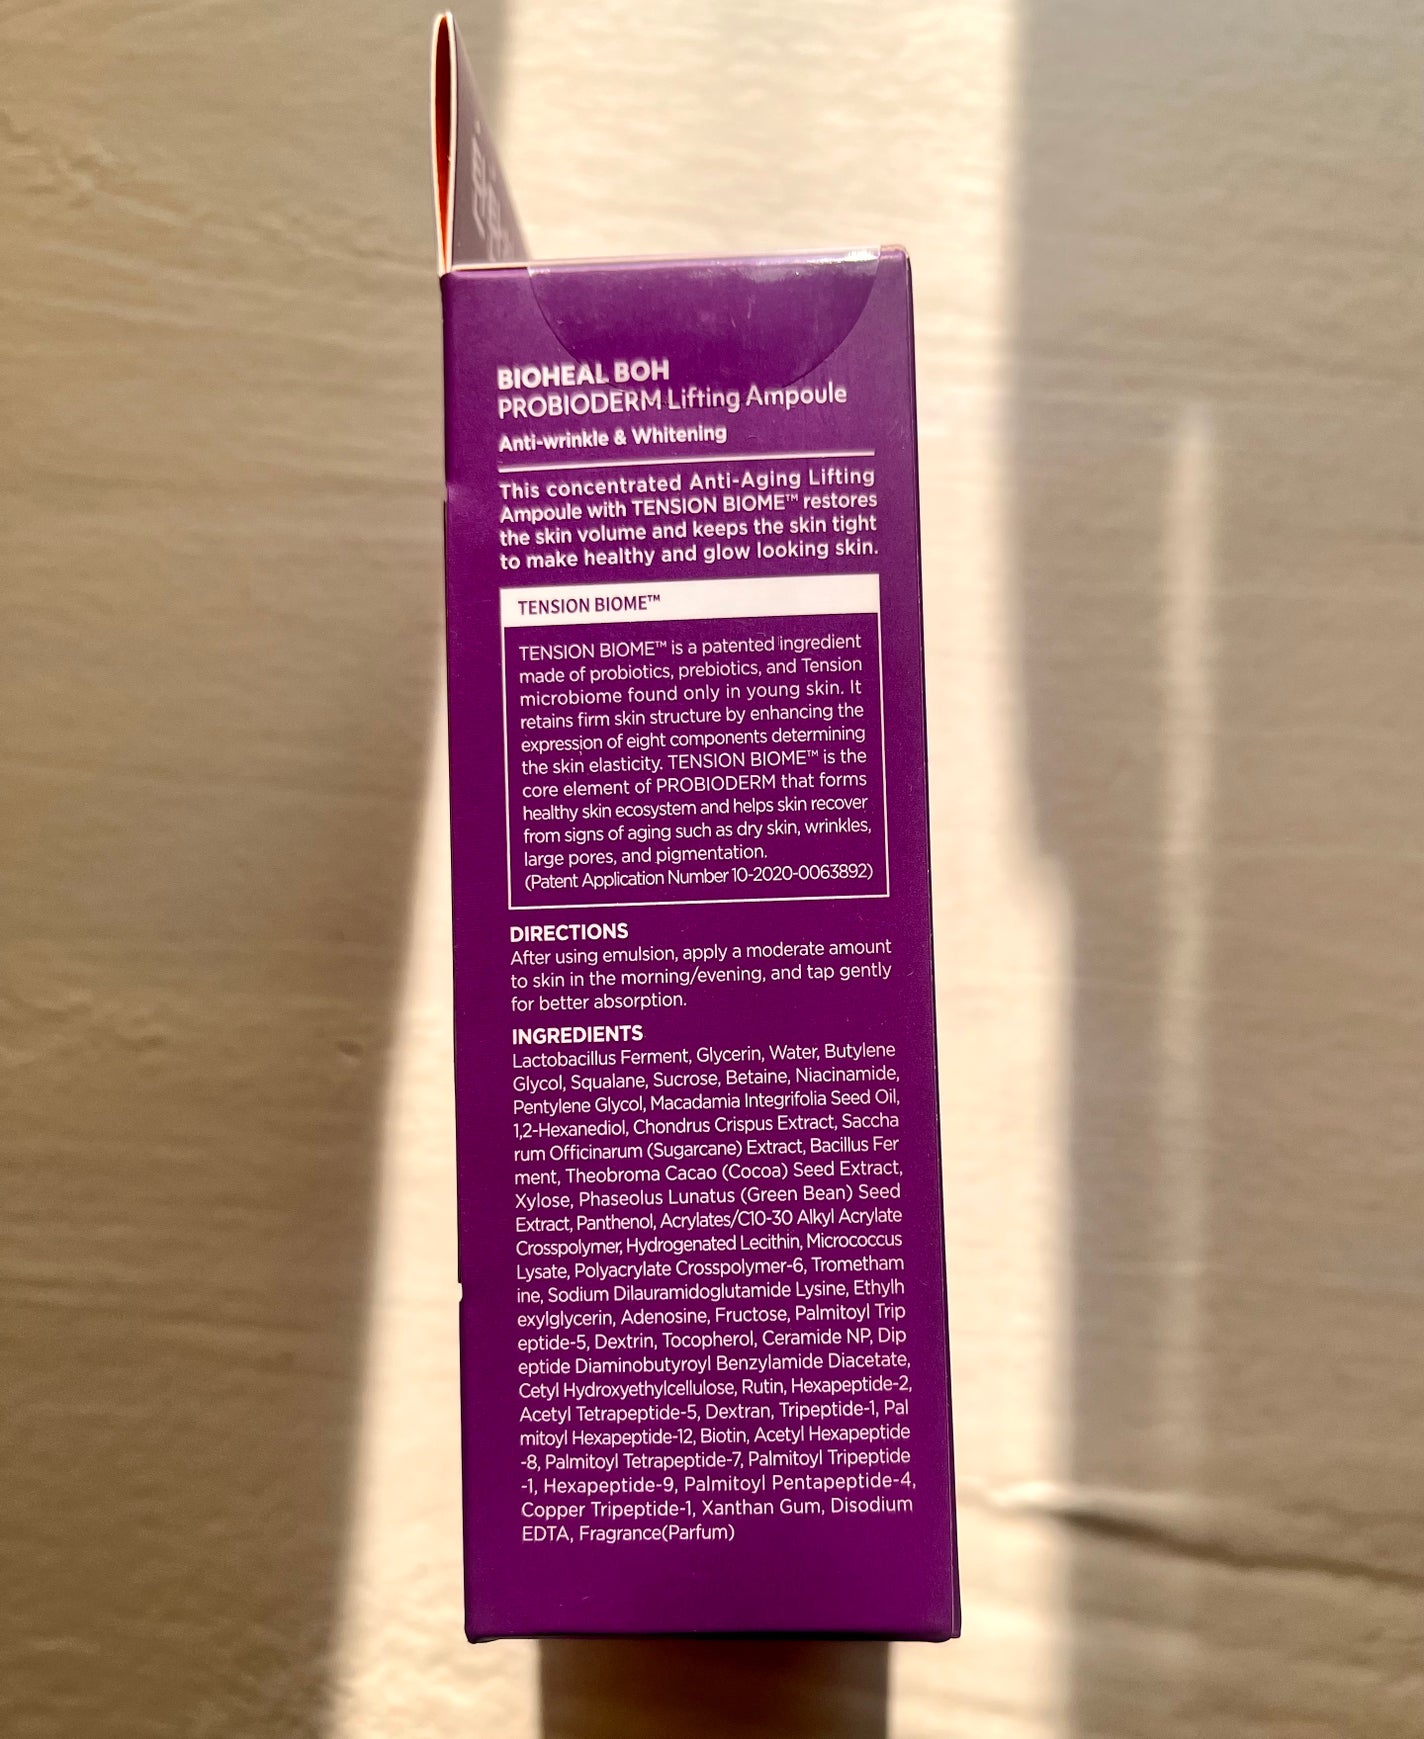 BIOHEAL BOH
PROBIODERM Lifting Ampoule
Anti-wrinkle & Whitening
This concentrated Anti-Aging Lifting
Ampoule with TENSION BIOME™ restores
the skin volume and keeps the skin tight
to make healthy and glow looking skin.
TENSION BIOME™
TENSION BIOME™ is a patented ingredient
made of probiotics, prebiotics, and Tension
microbiome found only in young skin. It
retains firm skin structure by enhancing the
expression of eight components determining
the skin elasticity. TENSION BIOME™ is the
core element of PROBIODERM that forms
healthy skin ecosystem and helps skin recover
from signs of aging such as dry skin, wrinkles,
large pores, and pigmentation.
(Patent Application Number 10-2020-0063892)
DIRECTIONS
After using emulsion, apply a moderate amount
to skin in the morning/evening, and tap gently
for better absorption.
INGREDIENTS
Lactobacillus Ferment, Glycerin, Water, Butylene
Glycol, Squalane, Sucrose, Betaine, Niacinamide,
Pentylene Glycol, Macadamia Integrifolia Seed Oil,
1,2-Hexanediol, Chondrus Crispus Extract, Saccha
rum Officinarum (Sugarcane) Extract, Bacillus Fer
ment, Theobroma Cacao (Cocoa) Seed Extract,
Xylose, Phaseolus Lunatus (Green Bean) Seed
Extract, Panthenol, Acrylates/C10-30 Alkyl Acrylate
Crosspolymer, Hydrogenated Lecithin, Micrococcus
Lysate, Polyacrylate Crosspolymer-6, Trometham
ine, Sodium Dilauramidoglutamide Lysine, Ethylh
exylglycerin, Adenosine, Fructose, Palmitoyl Trip
eptide-5, Dextrin, Tocopherol, Ceramide NP, Dip
eptide Diaminobutyroyl Benzylamide Diacetate,
Cetyl Hydroxyethylcellulose, Rutin, Hexapeptide-2,
Acetyl Tetrapeptide-5, Dextran, Tripeptide-1, Pal
mitoyl Hexapeptide-12, Biotin, Acetyl Hexapeptide
-8, Palmitoyl Tetrapeptide-7, Palmitoyl Tripeptide
-1, Hexapeptide-9, Palmitoyl Pentapeptide-4,
Copper Tripeptide-1, Xanthan Gum, Disodium
EDTA, Fragrance(Parfum)